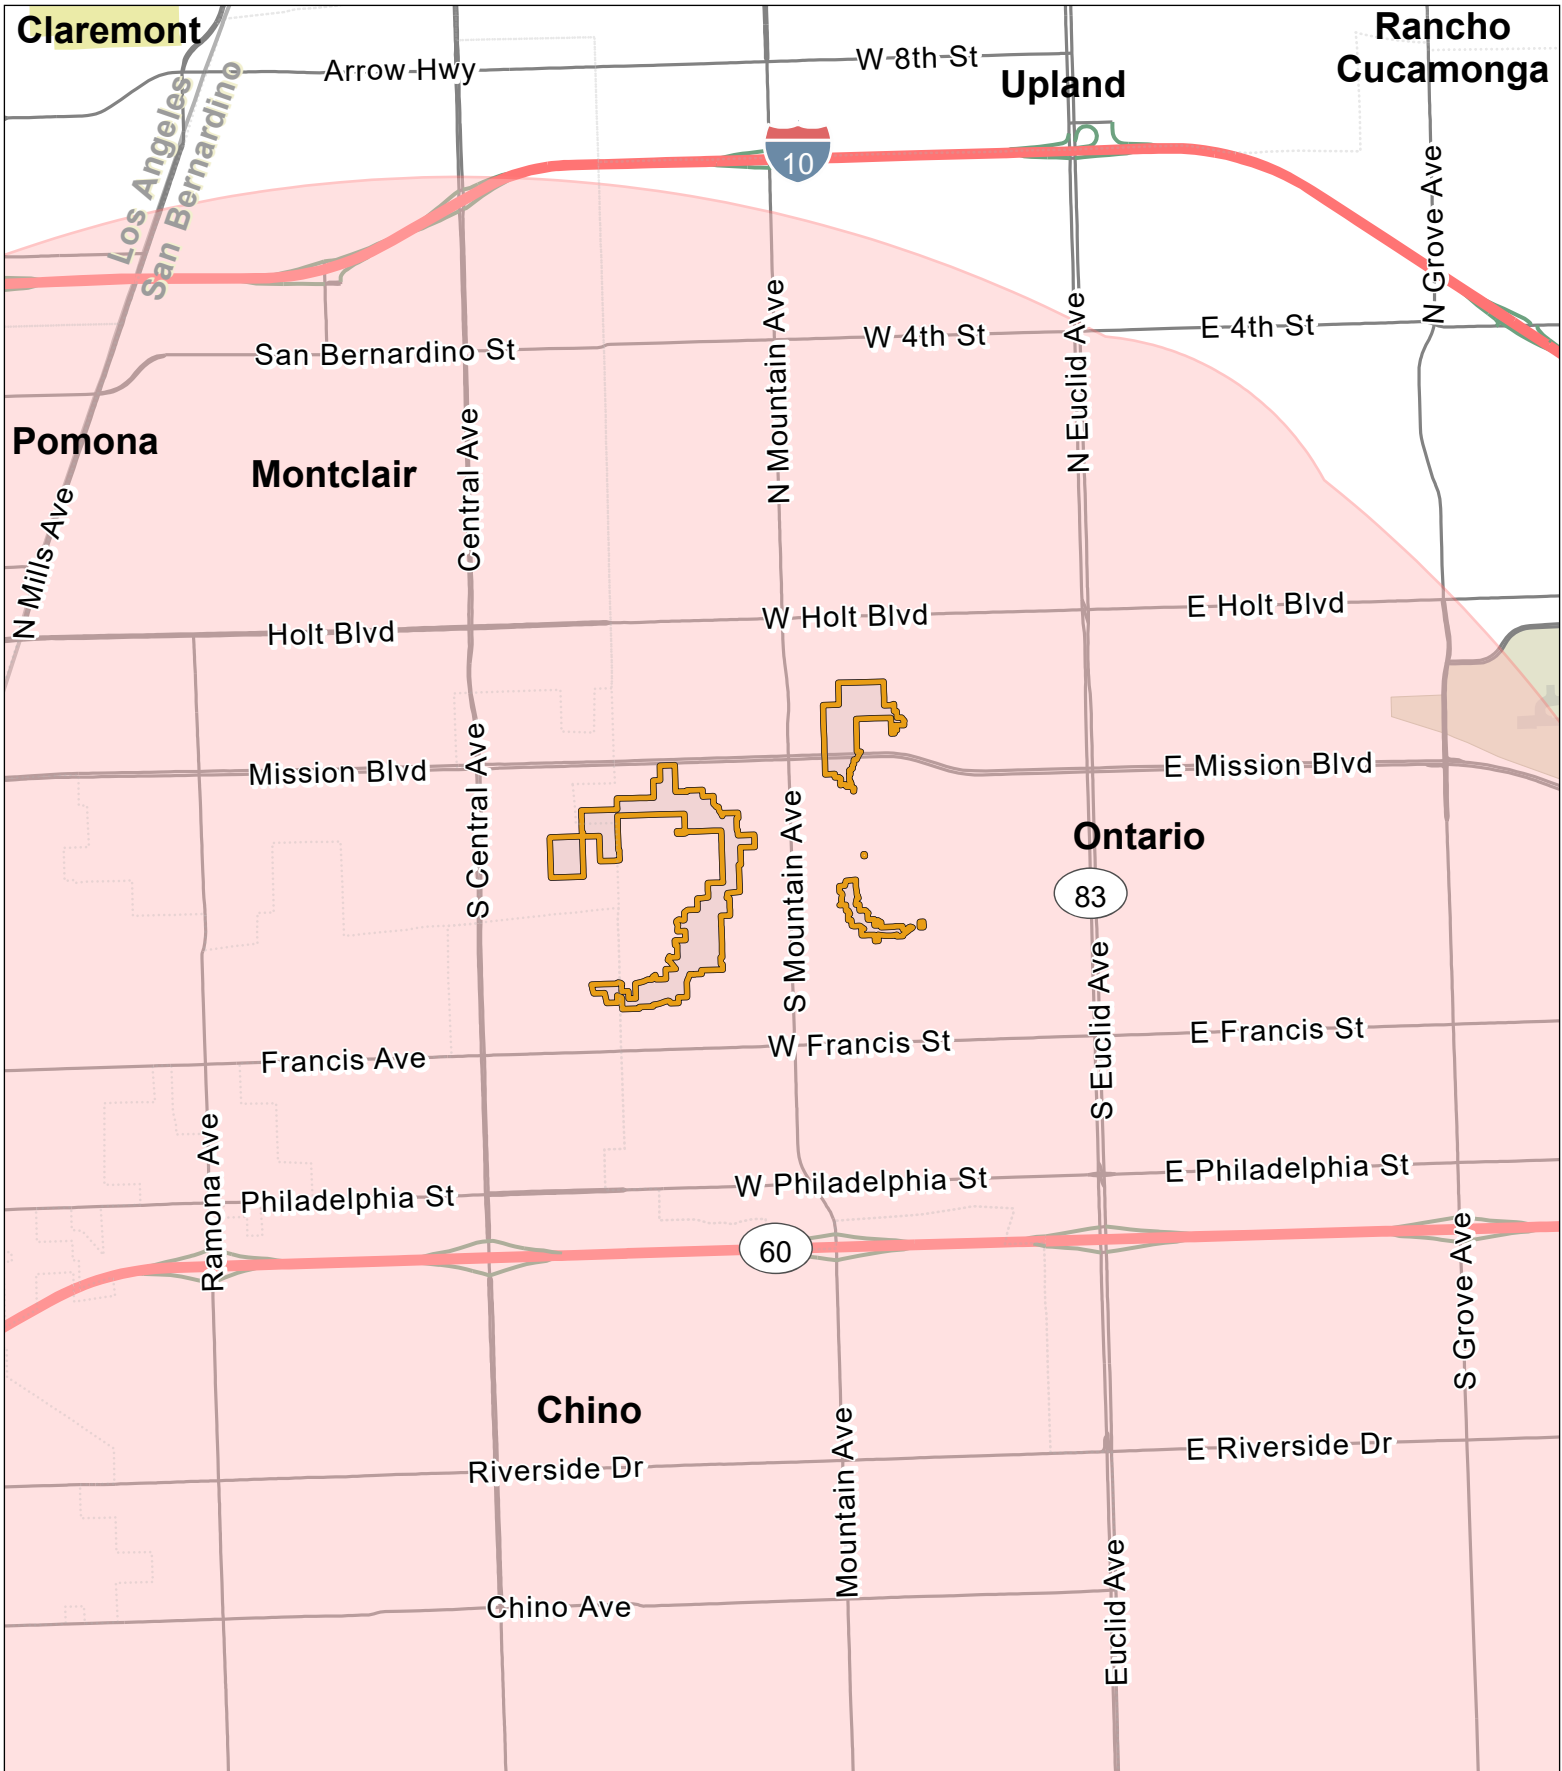 Claremont
Rancho
Cucamonga
Arrow Hwy
W 8th St
Upland
Los Angeles
San Bernardino
10
N Grove Ave
San Bernardino St
N Mountain Ave
W 4th St
N Euclid Ave
E 4th St
Pomona
Montclair
Central Ave
N Mills Ave
Holt Blvd
W Holt Blvd
E Holt Blvd
Mission Blvd
S Central Ave
E Mission Blvd
S Mountain Ave
Ontario
83
Francis Ave
W Francis St
S Euclid Ave
E Francis St
Ramona Ave
Philadelphia St
W Philadelphia St
E Philadelphia St
60
S Grove Ave
Chino
Riverside Dr
Mountain Ave
E Riverside Dr
Chino Ave
Euclid Ave